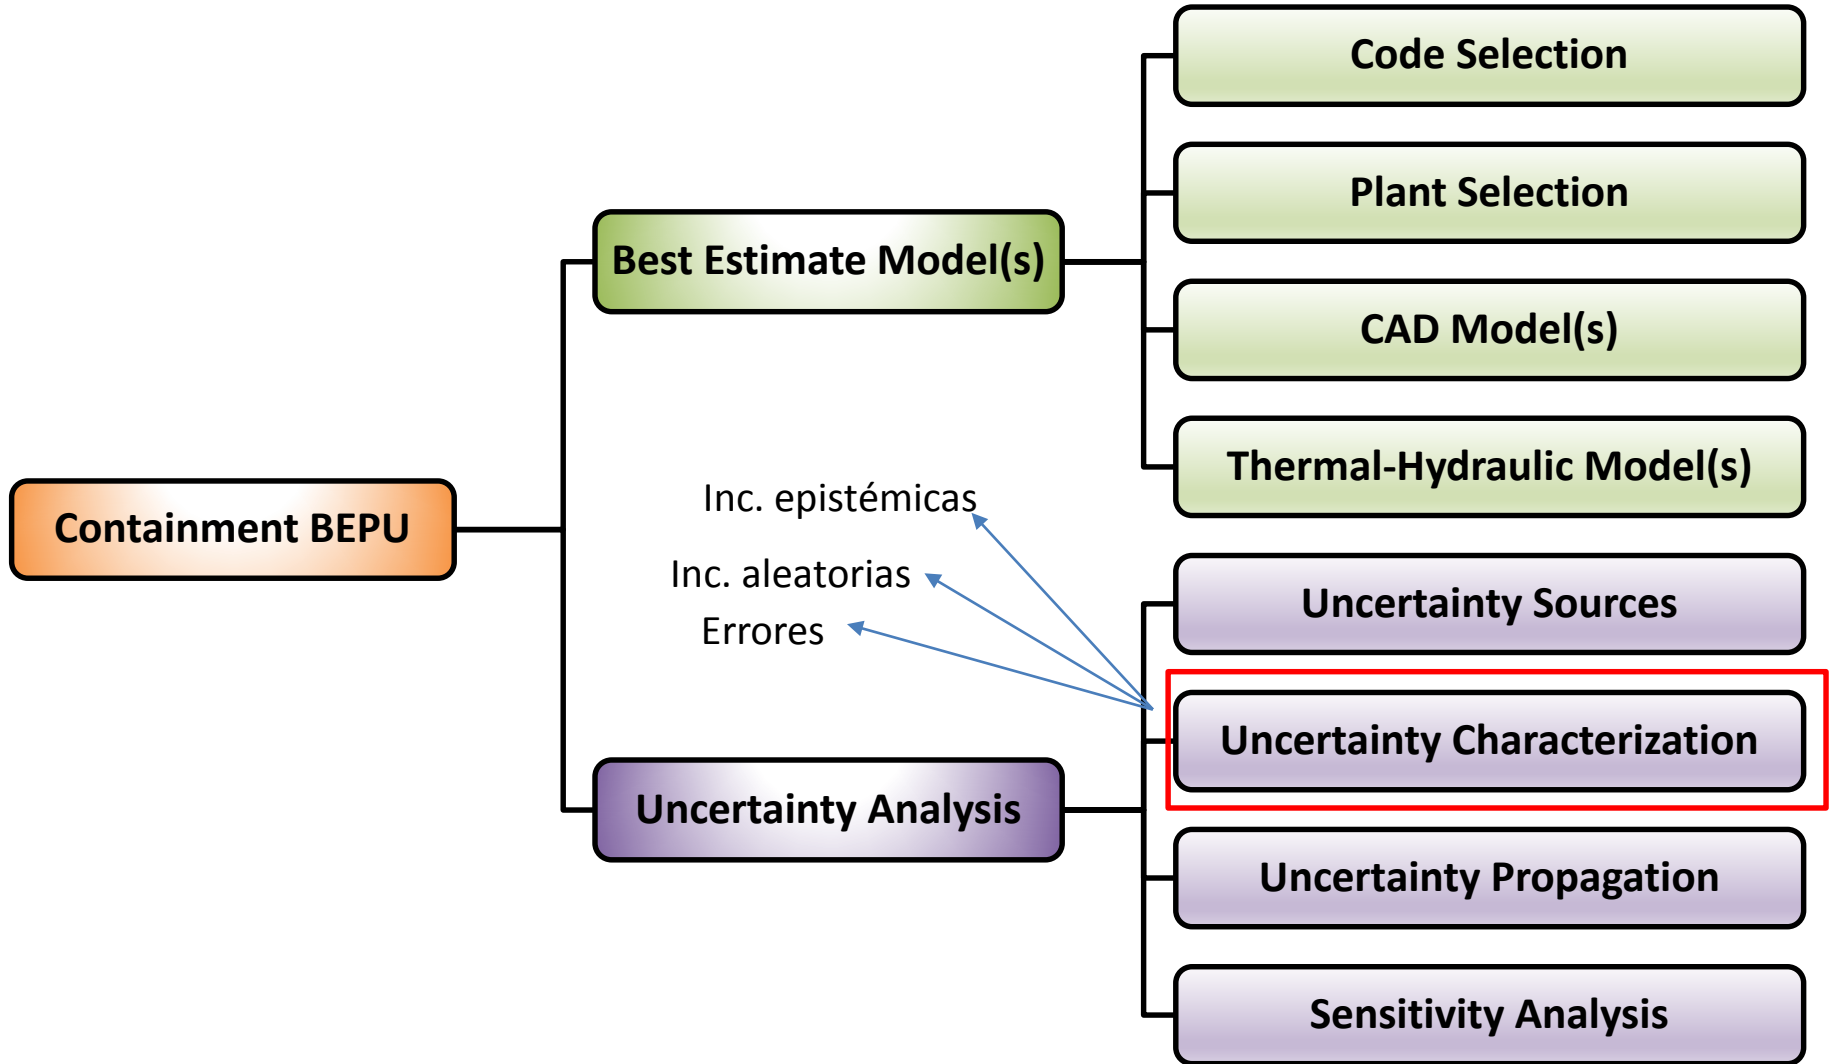 Code Selection
Plant Selection
Best Estimate Model(s)
CAD Model(s)
Thermal-Hydraulic Model(s)
Containment BEPU
Inc. epistémicas
Inc. aleatorias
Errores
Uncertainty Sources
Uncertainty Characterization
Uncertainty Analysis
Uncertainty Propagation
Sensitivity Analysis